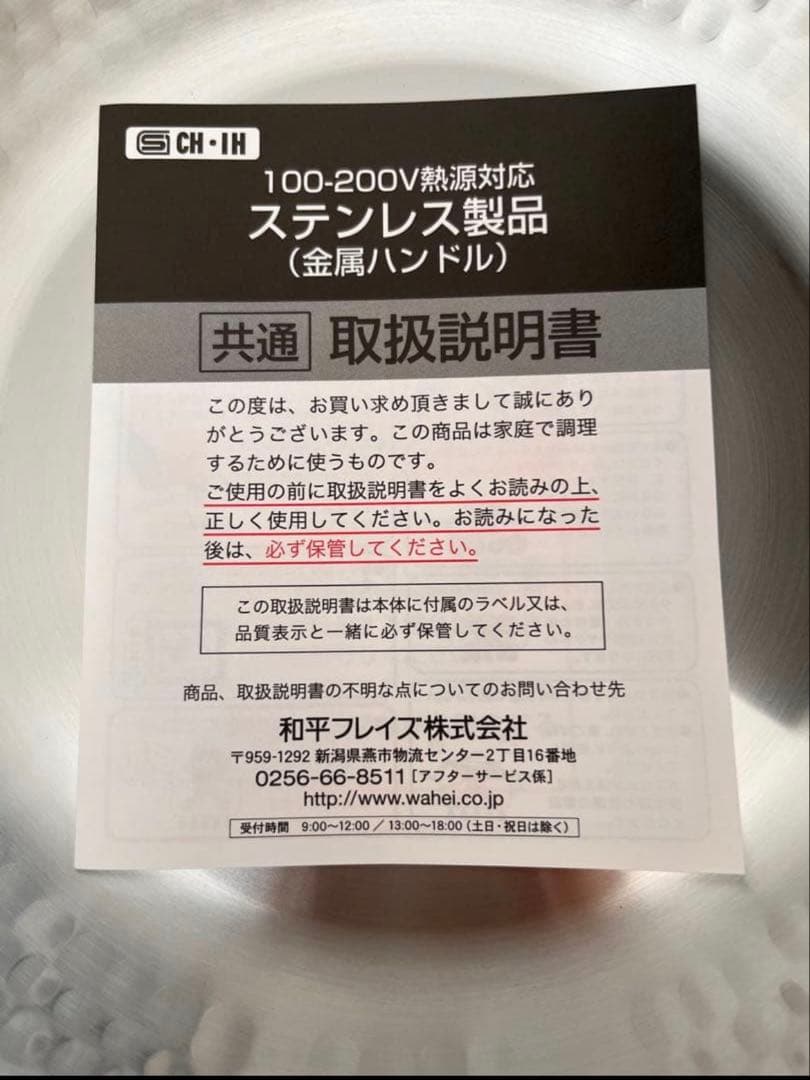 SG CH・IH
100-200V熱源対応
ステンレス製品
（金属ハンドル）
共通 取扱説明書
この度は、お買い求め頂きまして誠にあり
がとうございます。この商品は家庭で調理
するために使うものです。
ご使用の前に取扱説明書をよくお読みの上、
正しく使用してください。お読みになった
後は、必ず保管してください。
この取扱説明書は本体に付属のラベル又は、
品質表示と一緒に必ず保管してください。
商品、取扱説明書の不明な点についてのお問い合わせ先
和平フレイズ株式会社
〒959-1292 新潟県燕市物流センター2丁目16番地
0256-66-8511［アフターサービス係］
http://www.wahei.co.jp
受付時間 9:00〜12:00／13:00〜18:00（土日・祝日は除く）